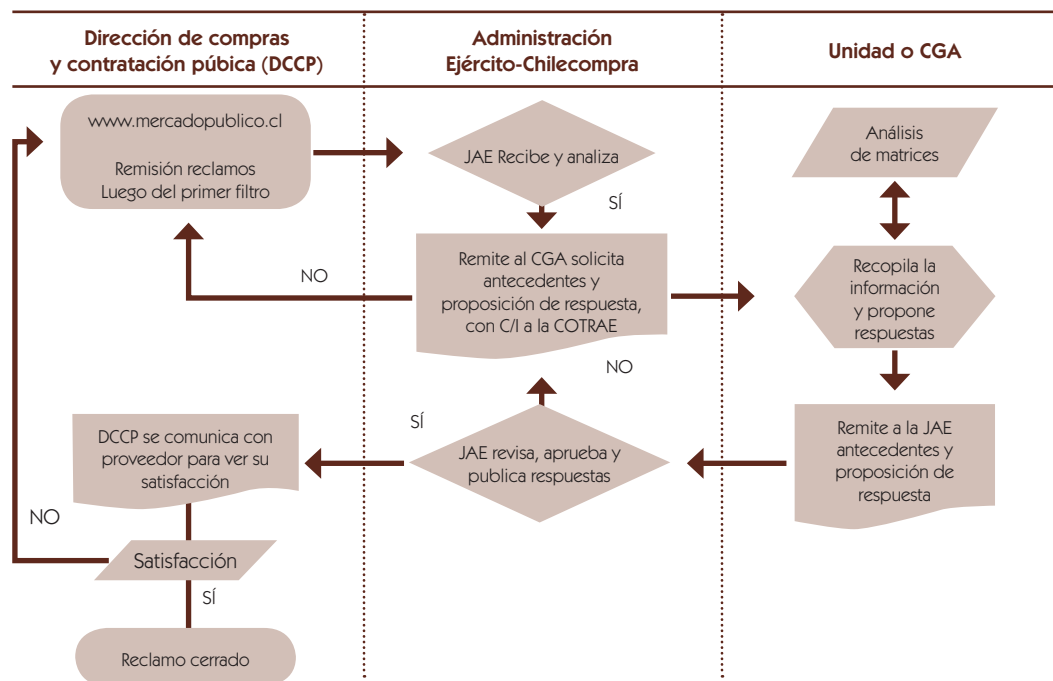 Dirección de compras
y contratación púbica (DCCP)
Administración
Ejército-Chilecompra
Unidad o CGA
www.mercadopublico.cl
Remisión reclamos
Luego del primer filtro
JAE Recibe y analiza
SÍ
Análisis
de matrices
NO
Remite al CGA solicita
antecedentes y
proposición de respuesta,
con C/I a la COTRAE
Recopila la
información
y propone
respuestas
NO
SÍ
DCCP se comunica con
proveedor para ver su
satisfacción
JAE revisa, aprueba y
publica respuestas
Remite a la JAE
antecedentes y
proposición de
respuesta
NO
Satisfacción
SÍ
Reclamo cerrado